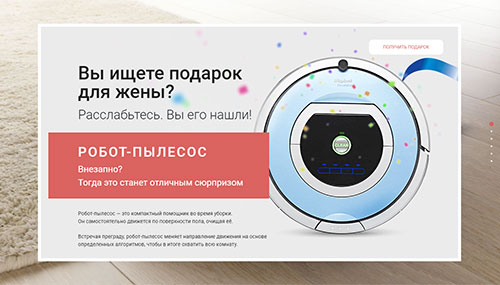 ПОЛУЧИТЬ ПОДАРОК
Вы ищете подарок
для жены?
Расслабьтесь. Вы его нашли!
CLEAN
РОБОТ-ПЫЛЕСОС
Внезапно?
Тогда это станет отличным сюрпризом
Робот-пылесос — это компактный помощник во время уборки.
Он самостоятельно движется по поверхности пола, очищая её.
Встречая преграду, робот-пылесос меняет направление движения на основе
определенных алгоритмов, чтобы в итоге охватить всю комнату.